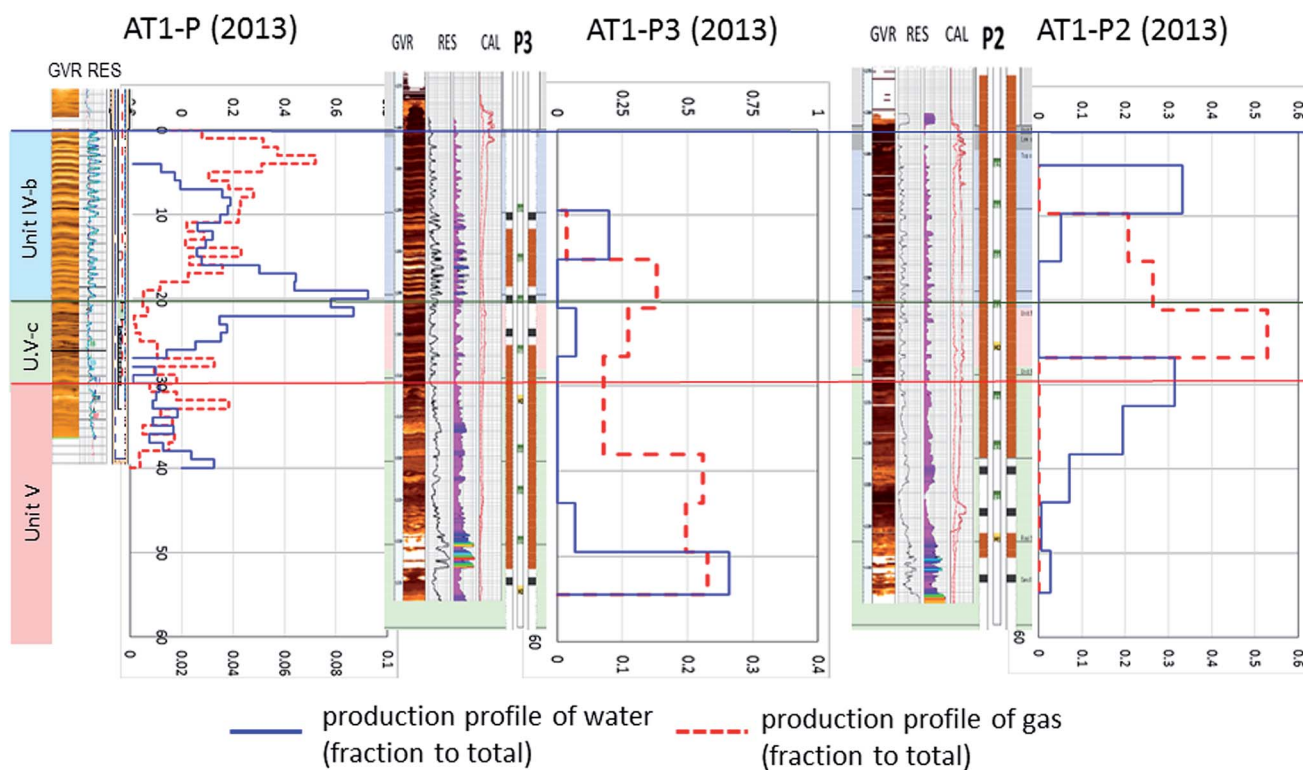 AT1-P (2013)
AT1-P3 (2013)
AT1-P2 (2013)
GVR RES CAL P3
GVR RES CAL P2
GVR RES
0 0.2 0.4 0.6 0.8 1
0 0.25 0.5 0.75 1
0 0.1 0.2 0.3 0.4 0.5 0.6
Unit IV-b
U.V-c
Unit V
0
10
20
30
40
50
60
60
60
0 0.02 0.04 0.06 0.08 0.1
0 0.1 0.2 0.3 0.4
0 0.1 0.2 0.3 0.4 0.5 0.6
production profile of water
(fraction to total)
production profile of gas
(fraction to total)